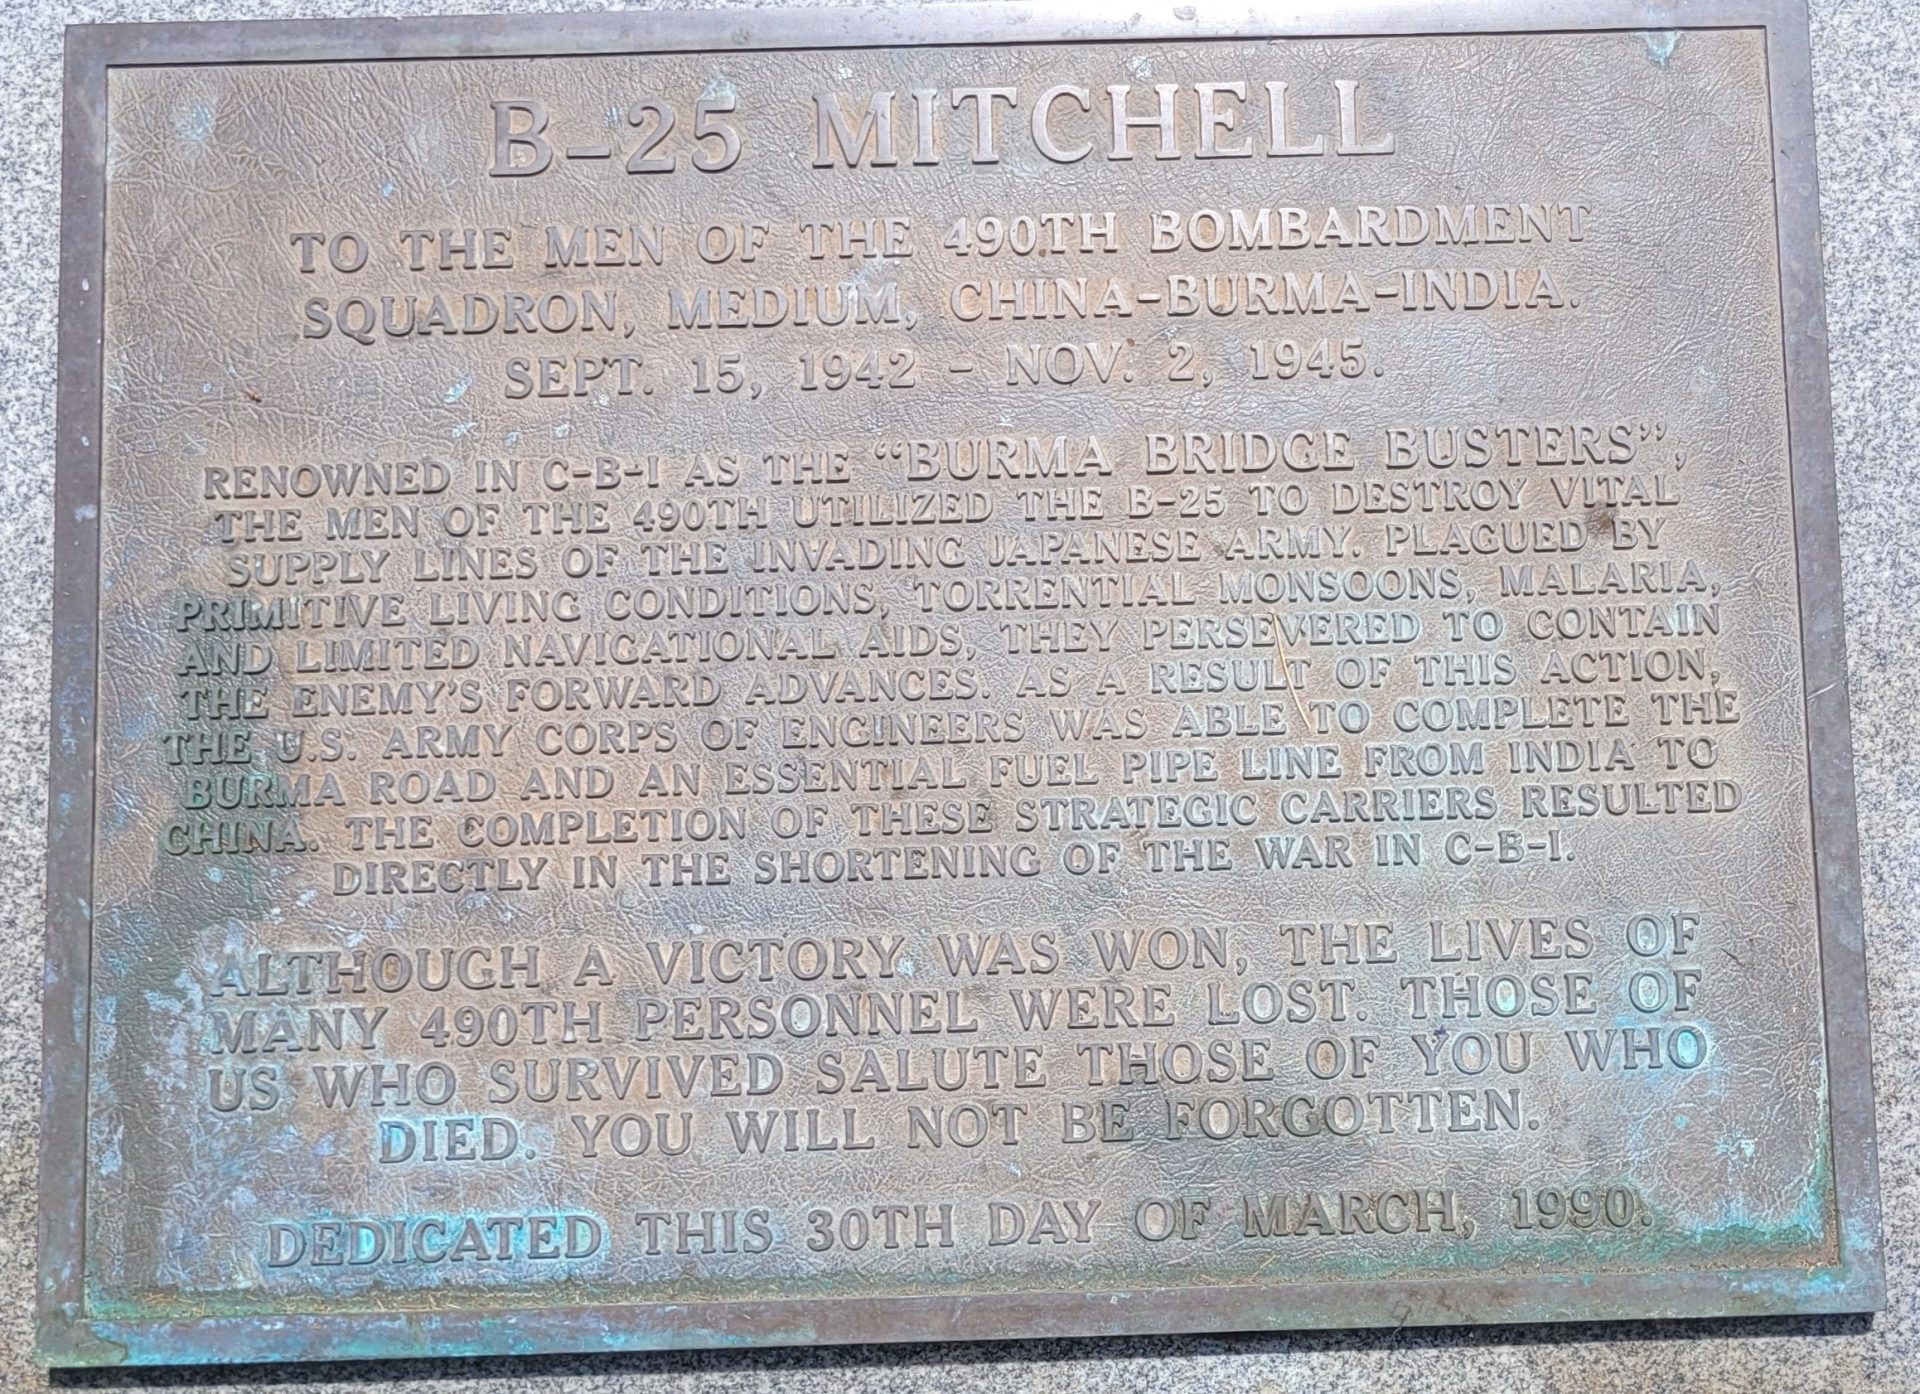 B-25 MITCHELL
TO THE MEN OF THE 490TH BOMBARDMENT
SQUADRON, MEDIUM, CHINA-BURMA-INDIA.
SEPT. 15, 1942 - NOV. 2, 1945.
RENOWNED IN C-B-I AS THE "BURMA BRIDGE BUSTERS",
THE MEN OF THE 490TH UTILIZED THE B-25 TO DESTROY VITAL
SUPPLY LINES OF THE INVADING JAPANESE ARMY. PLAGUED BY
PRIMITIVE LIVING CONDITIONS, TORRENTIAL MONSOONS, MALARIA,
AND LIMITED NAVIGATIONAL AIDS, THEY PERSEVERED TO CONTAIN
THE ENEMY'S FORWARD ADVANCES. AS A RESULT OF THIS ACTION,
THE U.S. ARMY CORPS OF ENGINEERS WAS ABLE TO COMPLETE THE
BURMA ROAD AND AN ESSENTIAL FUEL PIPE LINE FROM INDIA TO
CHINA. THE COMPLETION OF THESE STRATEGIC CARRIERS RESULTED
DIRECTLY IN THE SHORTENING OF THE WAR IN C-B-I.
ALTHOUGH A VICTORY WAS WON, THE LIVES OF
MANY 490TH PERSONNEL WERE LOST. THOSE OF
US WHO SURVIVED SALUTE THOSE OF YOU WHO
DIED. YOU WILL NOT BE FORGOTTEN.
DEDICATED THIS 30TH DAY OF MARCH, 1990.